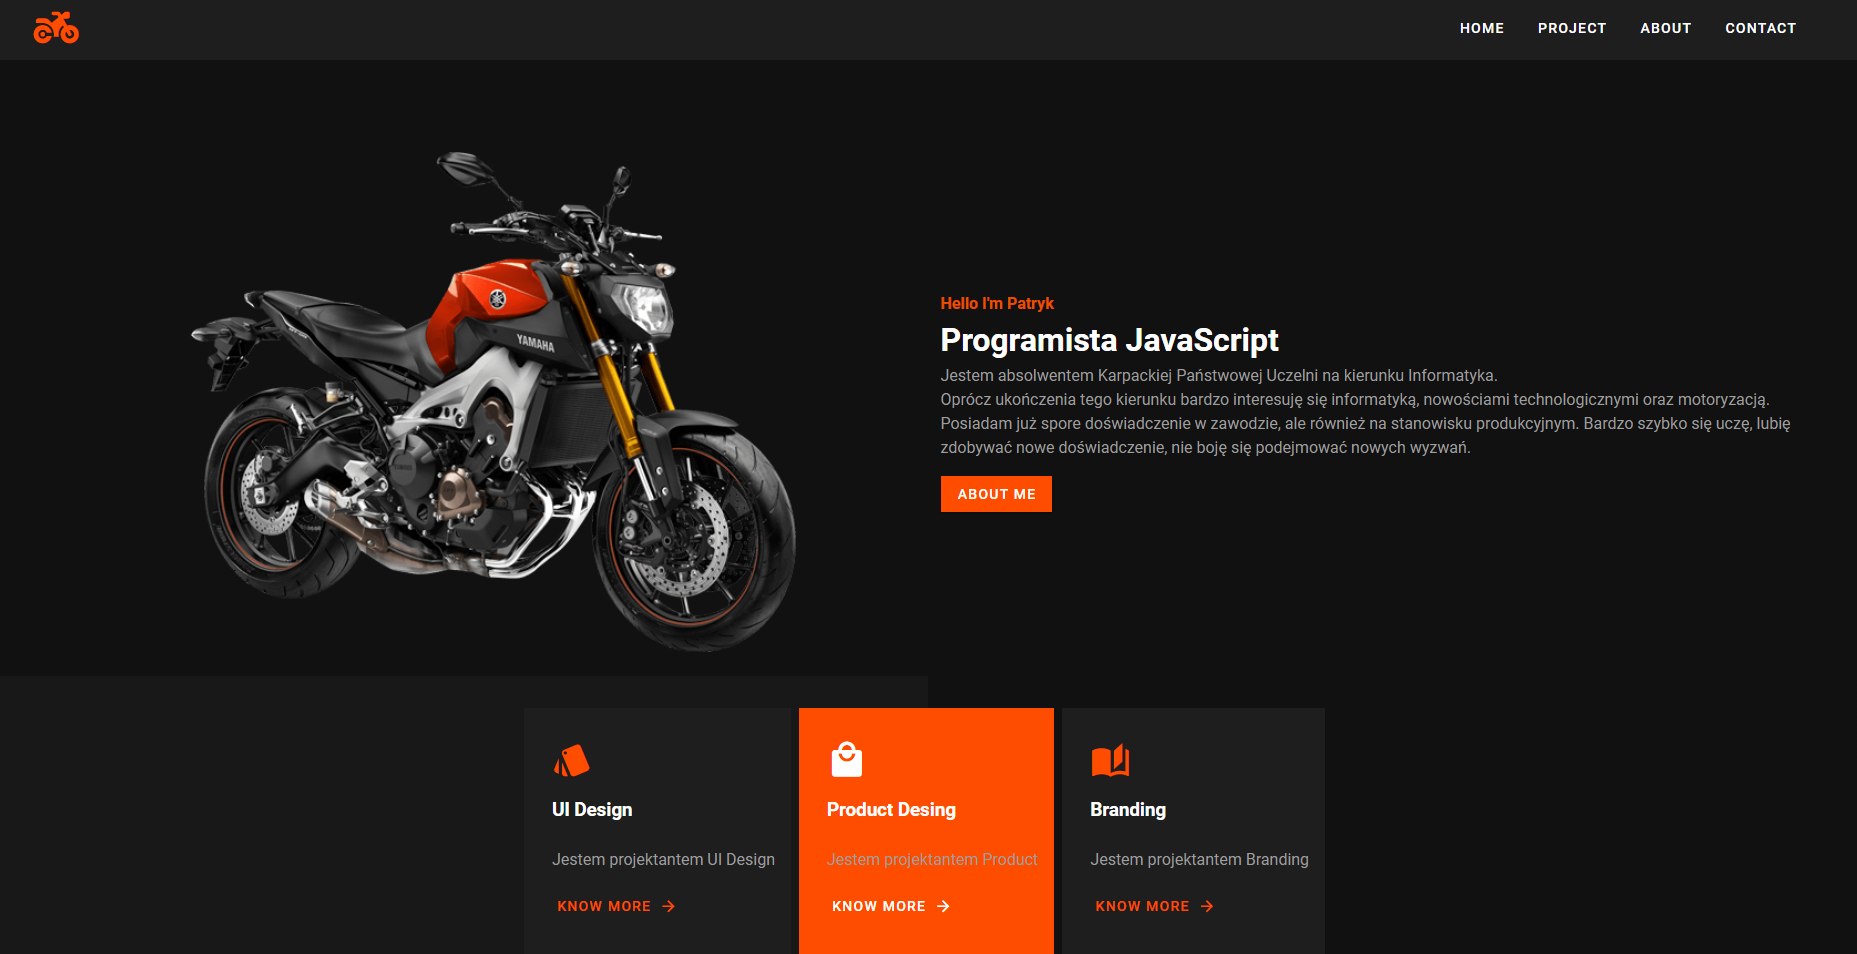 HOME PROJECT ABOUT CONTACT
YAMAHA
Hello I'm Patryk
Programista JavaScript
Jestem absolwentem Karpackiej Państwowej Uczelni na kierunku Informatyka.
Oprócz ukończenia tego kierunku bardzo interesuję się informatyką, nowościami technologicznymi oraz motoryzacją.
Posiadam już spore doświadczenie w zawodzie, ale również na stanowisku produkcyjnym. Bardzo szybko się uczę, lubię
zdobywać nowe doświadczenie, nie boję się podejmować nowych wyzwań.
ABOUT ME
UI Design
Jestem projektantem UI Design
KNOW MORE
Product Desing
Jestem projektantem Product
KNOW MORE
Branding
Jestem projektantem Branding
KNOW MORE